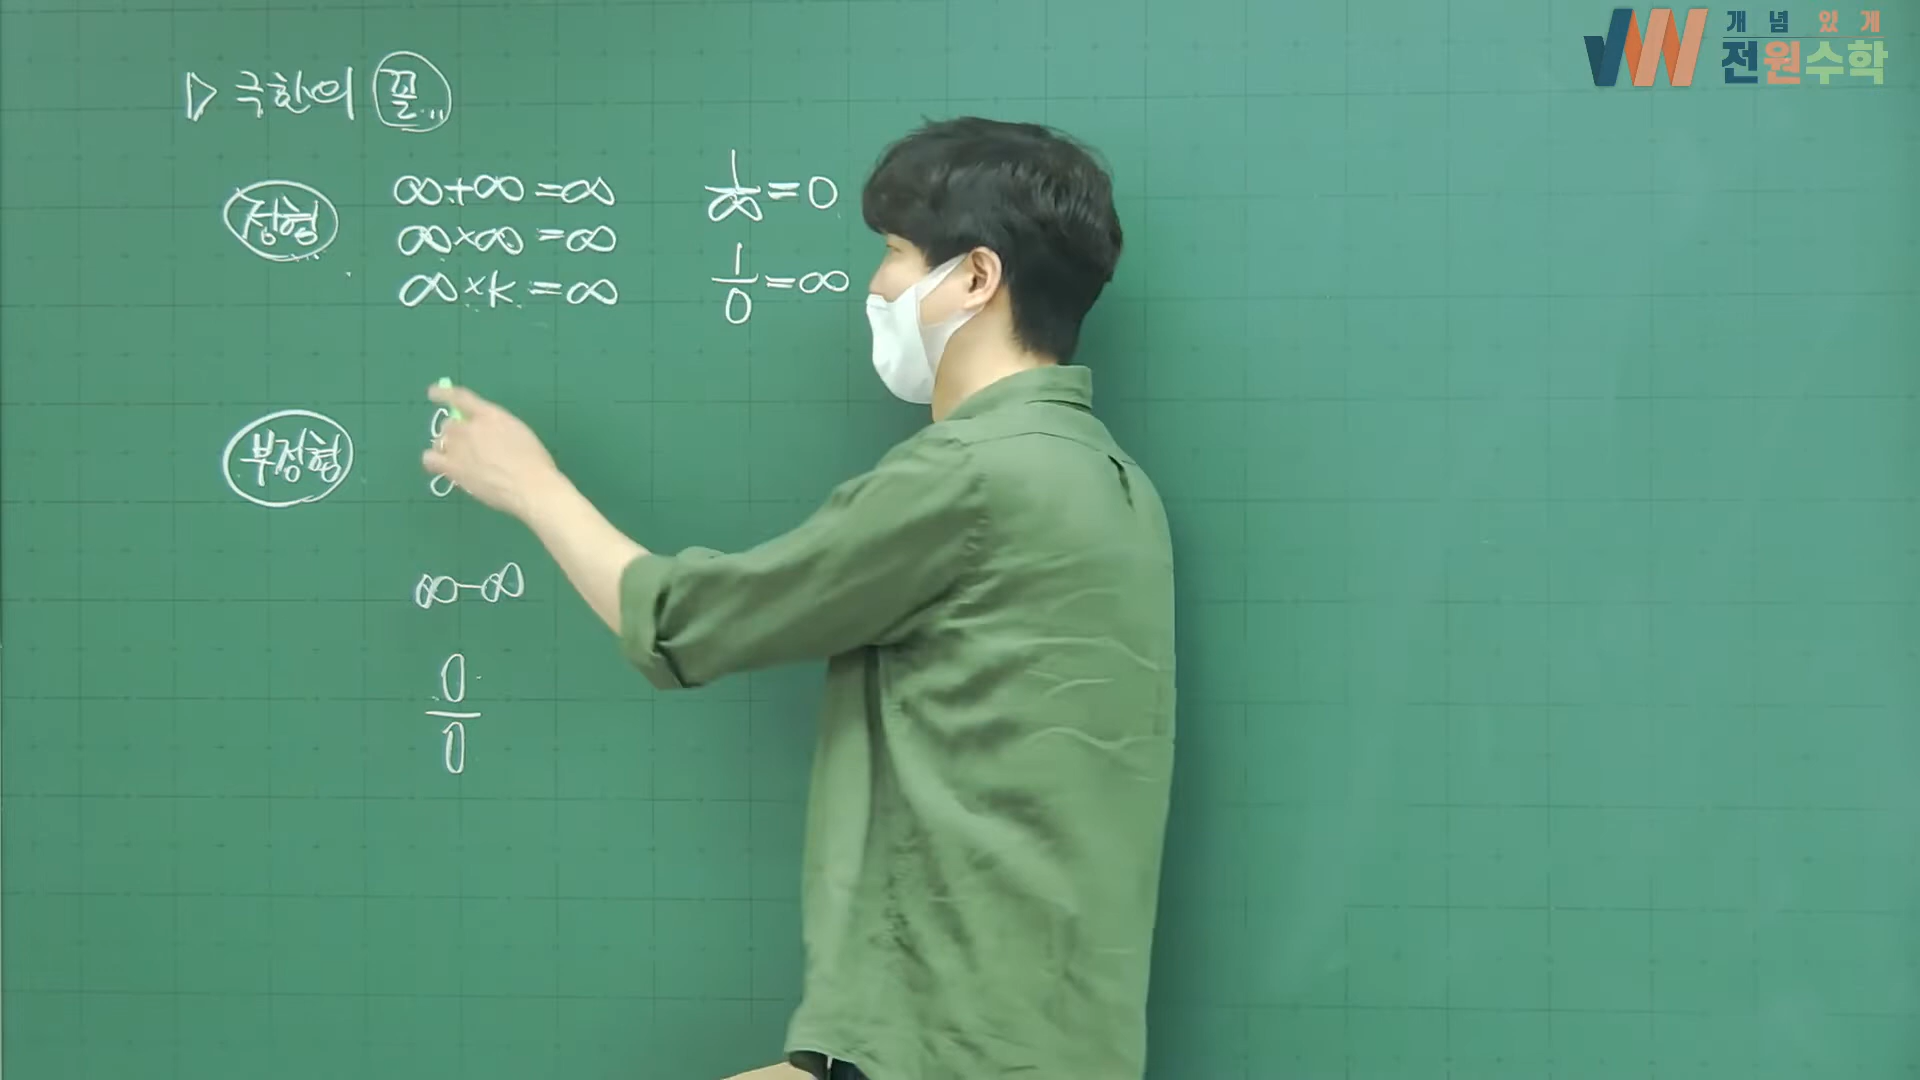 ▷ 극한의 꼴..
정형
∞+∞=∞
∞×∞=∞
∞×k=∞
1/∞=0
1/0=∞
부정형
∞-∞
0/0
개념있게
전원수학